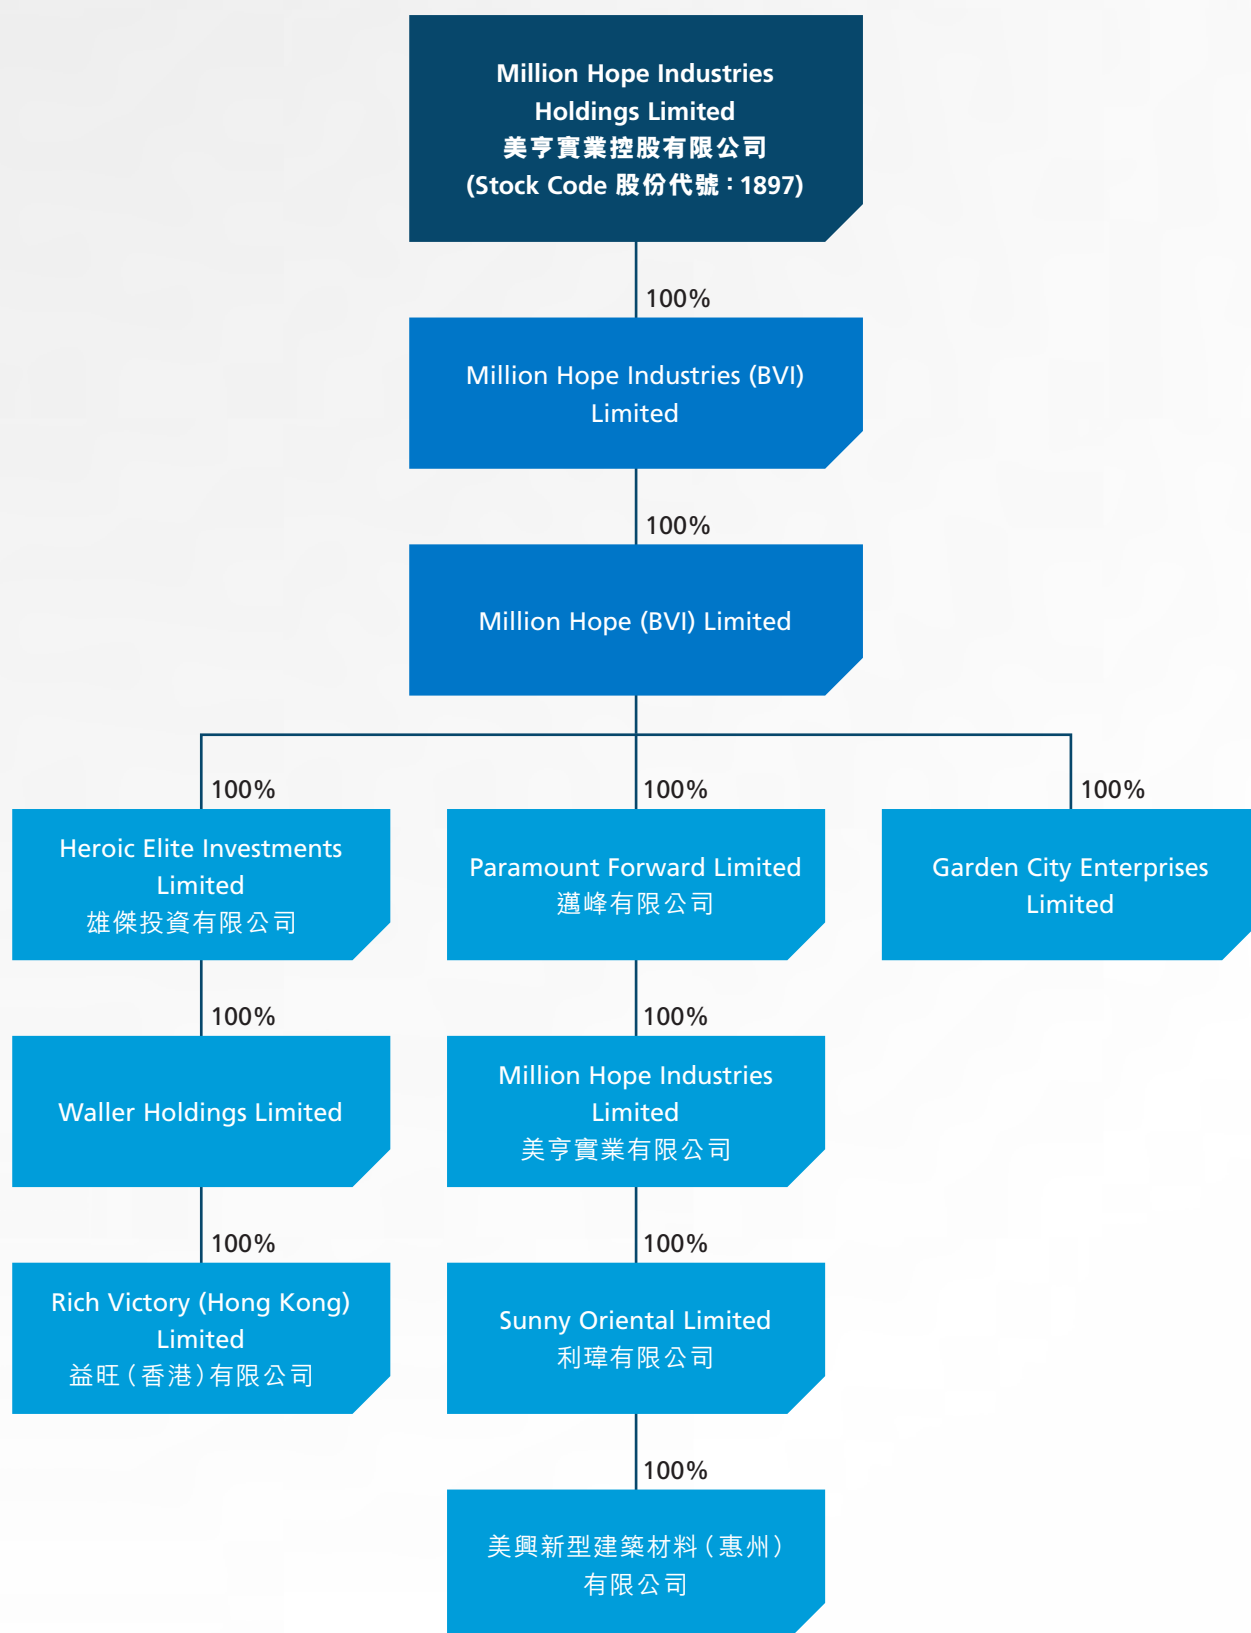 Million Hope Industries
Holdings Limited
美亨實業控股有限公司
(Stock Code 股份代號：1897)
100%
Million Hope Industries (BVI)
Limited
100%
Million Hope (BVI) Limited
100%
100%
100%
Heroic Elite Investments
Limited
雄傑投資有限公司
Paramount Forward Limited
邁峰有限公司
Garden City Enterprises
Limited
100%
100%
Waller Holdings Limited
Million Hope Industries
Limited
美亨實業有限公司
100%
100%
Rich Victory (Hong Kong)
Limited
益旺（香港）有限公司
Sunny Oriental Limited
利瑋有限公司
100%
美興新型建築材料（惠州）
有限公司